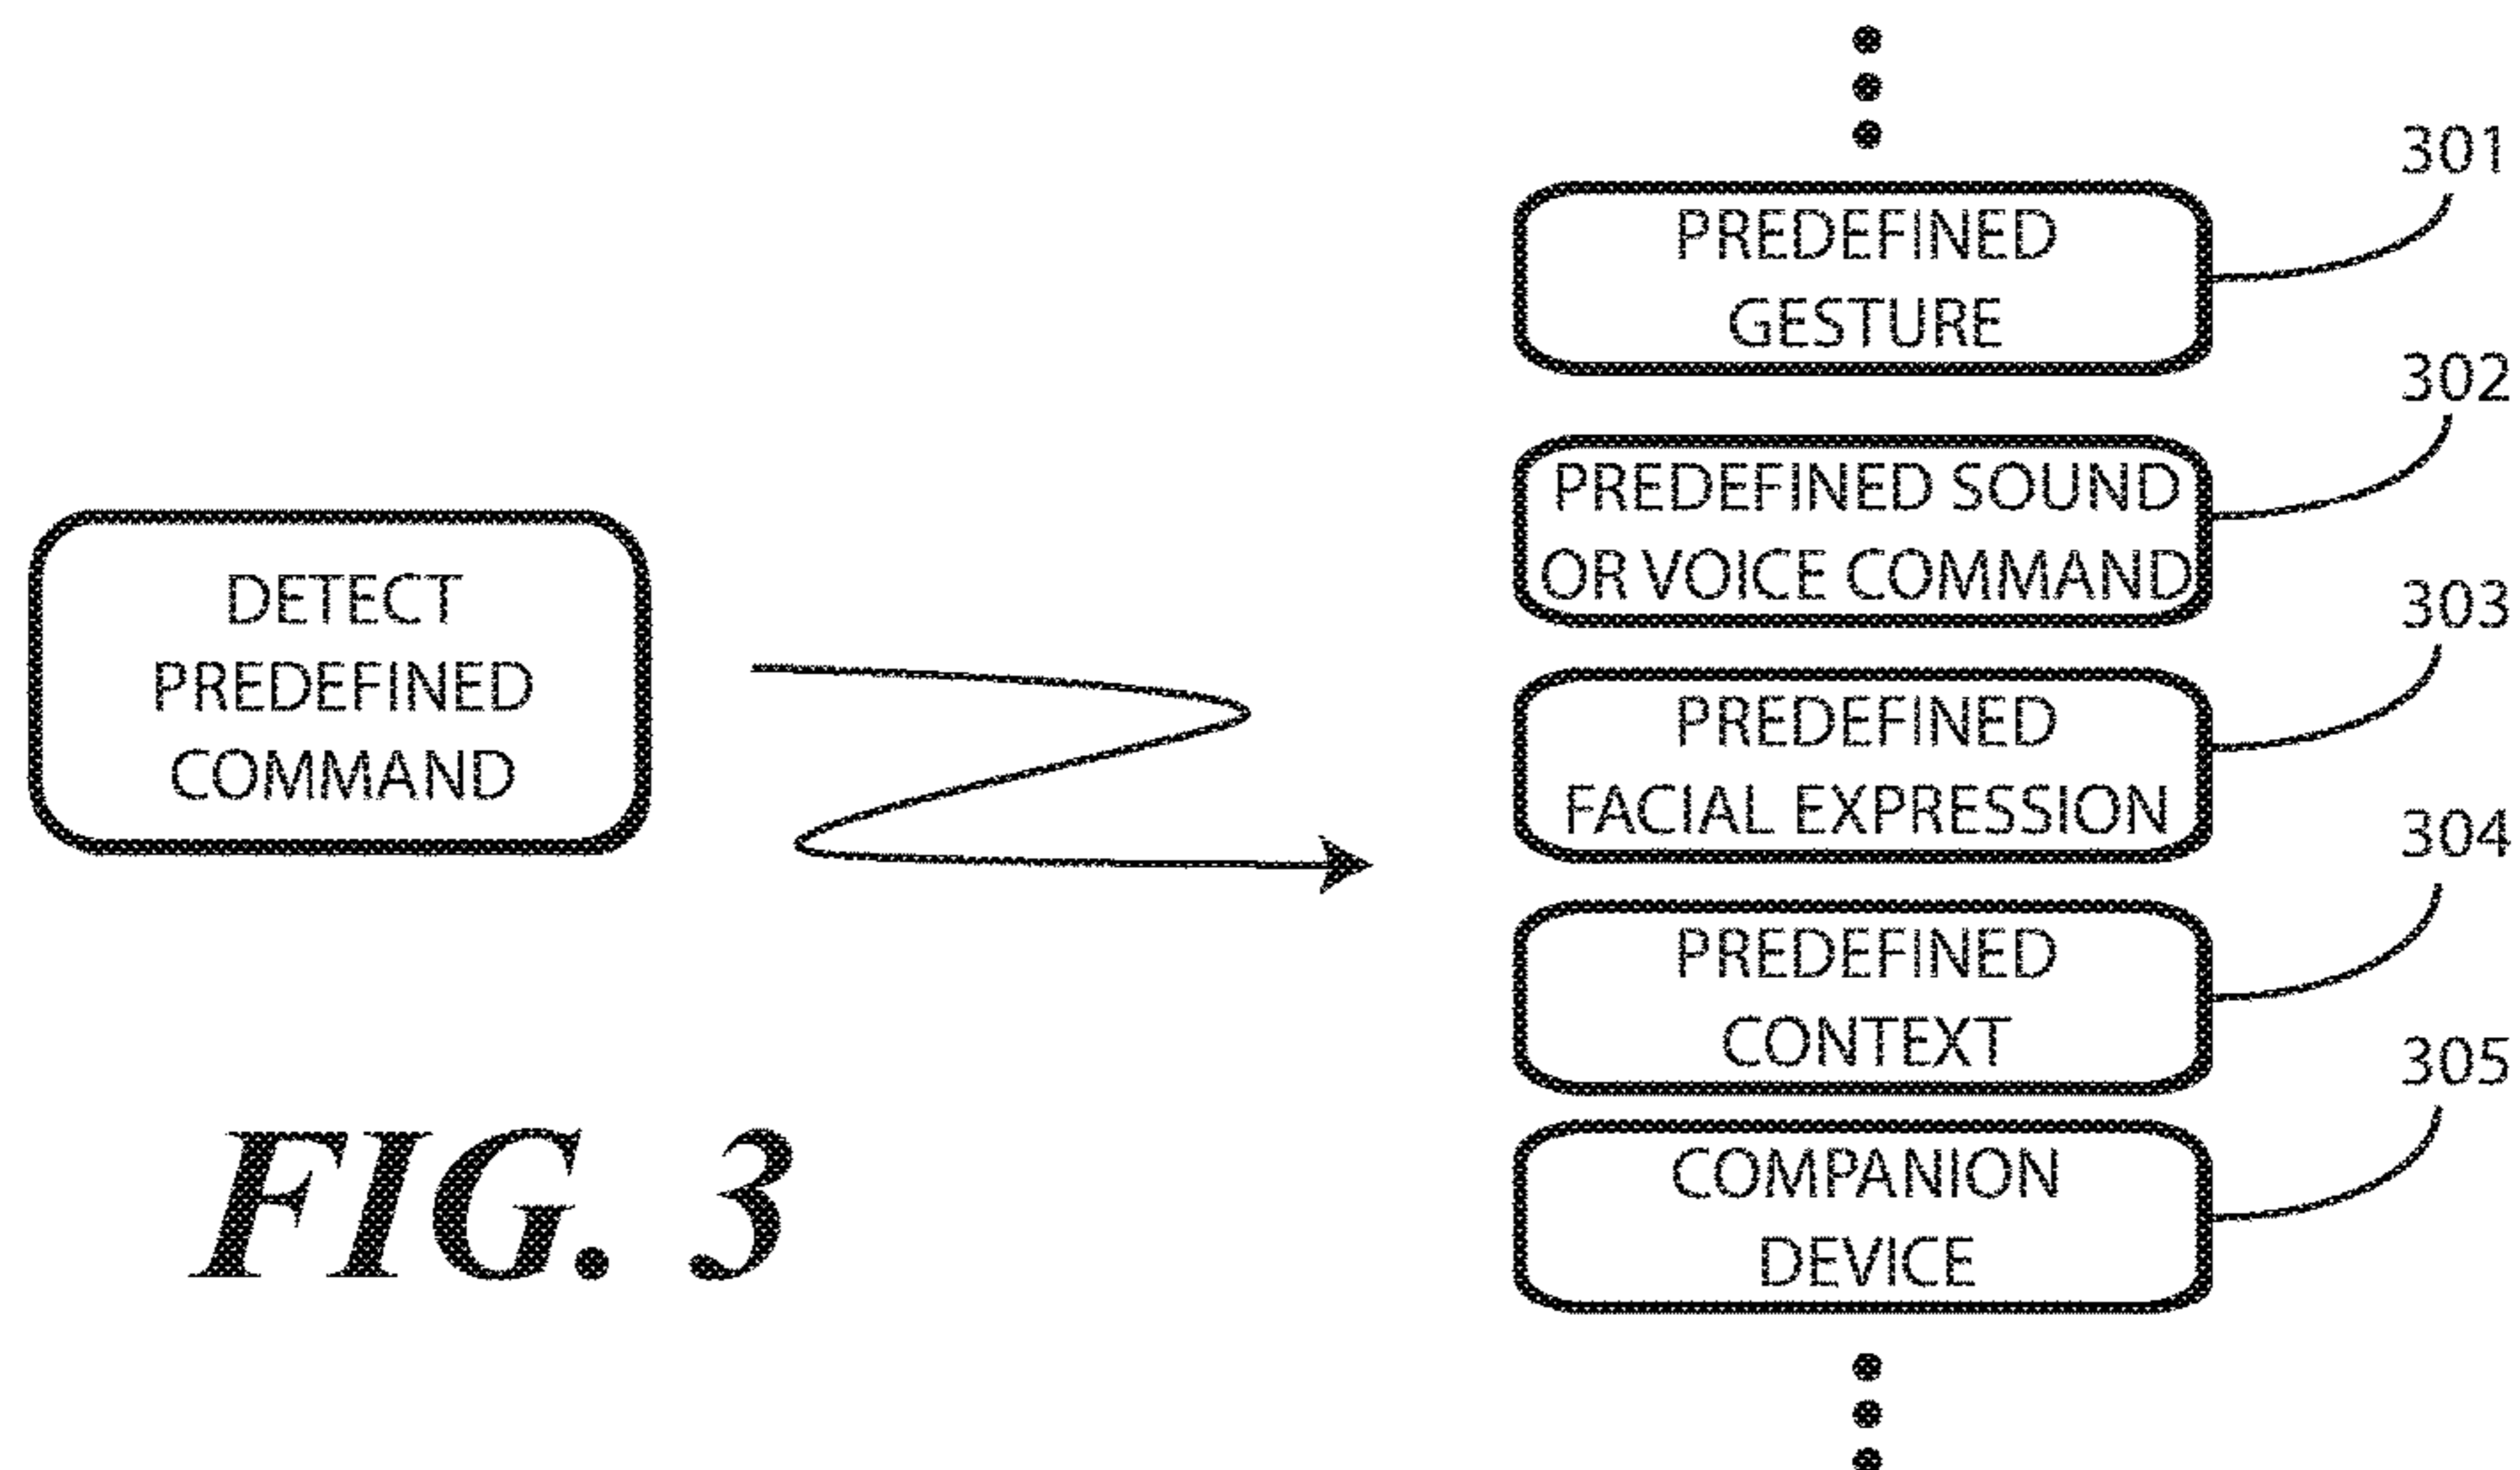 DETECT
PREDEFINED
COMMAND
FIG. 3
301
PREDEFINED
GESTURE
302
PREDEFINED SOUND
OR VOICE COMMAND
303
PREDEFINED
FACIAL EXPRESSION
304
PREDEFINED
CONTEXT
305
COMPANION
DEVICE